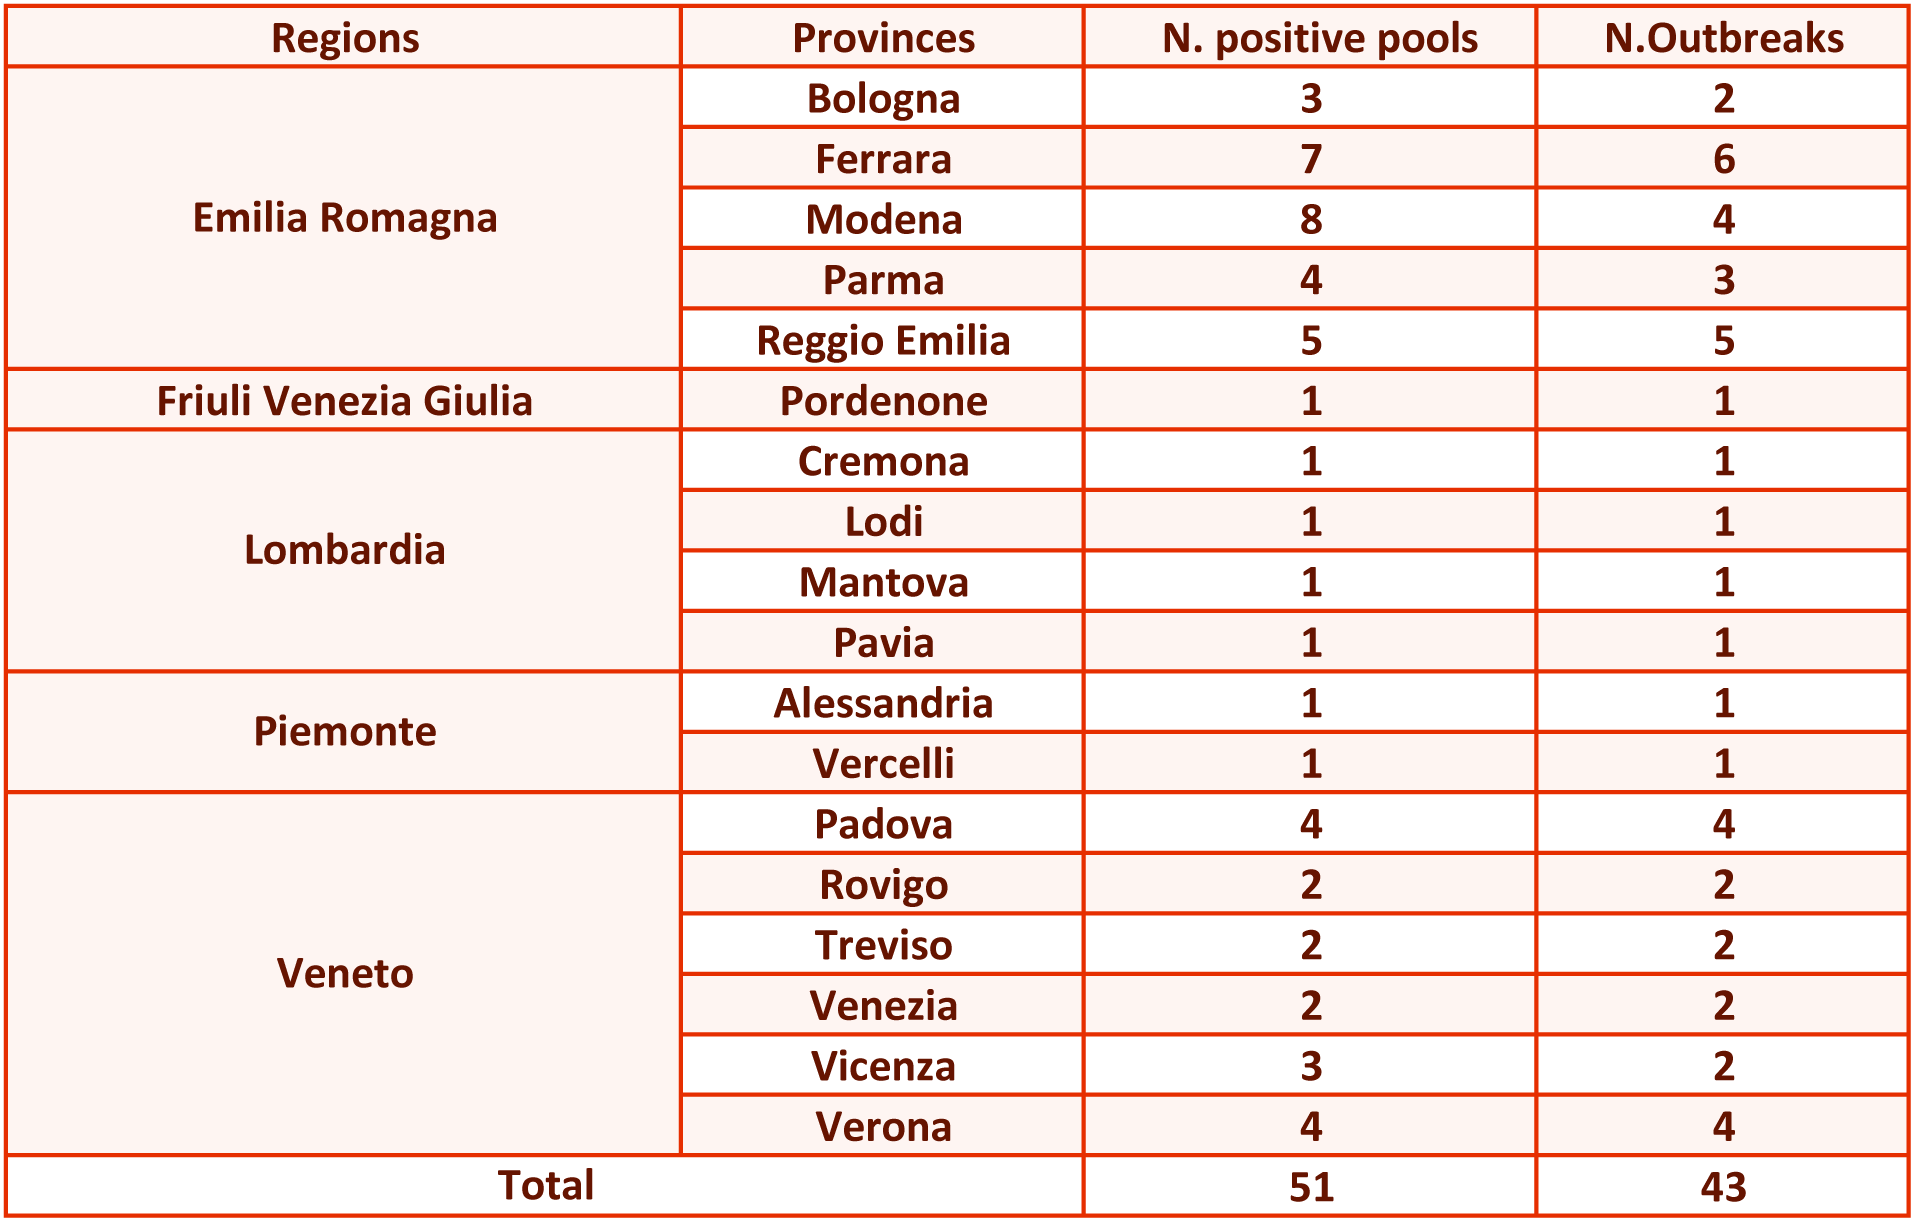 Regions Provinces N. positive pools N.Outbreaks
Emilia Romagna Bologna 3 2
Ferrara 7 6
Modena 8 4
Parma 4 3
Reggio Emilia 5 5
Friuli Venezia Giulia Pordenone 1 1
Lombardia Cremona 1 1
Lodi 1 1
Mantova 1 1
Pavia 1 1
Piemonte Alessandria 1 1
Vercelli 1 1
Veneto Padova 4 4
Rovigo 2 2
Treviso 2 2
Venezia 2 2
Vicenza 3 2
Verona 4 4
Total 51 43